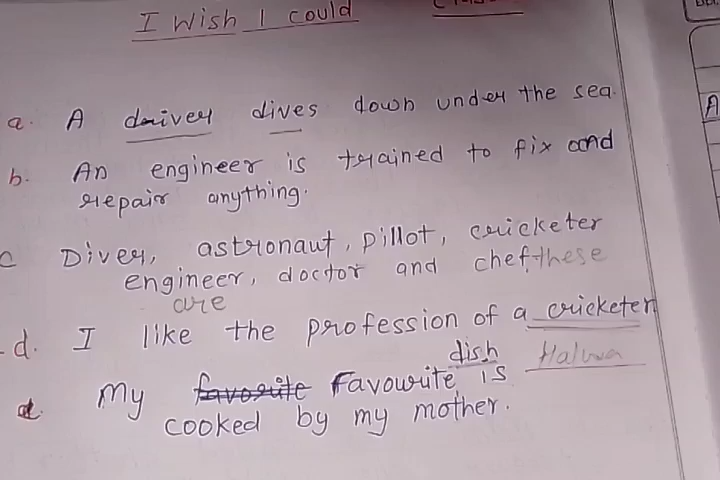 I Wish I could
a. A driver dives down under the sea.
b. An engineer is trained to fix and
repair anything.
c Diver, astronaut, pillot, cricketer
engineer, doctor and chef these
are
d. I like the profession of a cricketer
d. My favourite Favourite dish is Halwa
cooked by my mother.
A